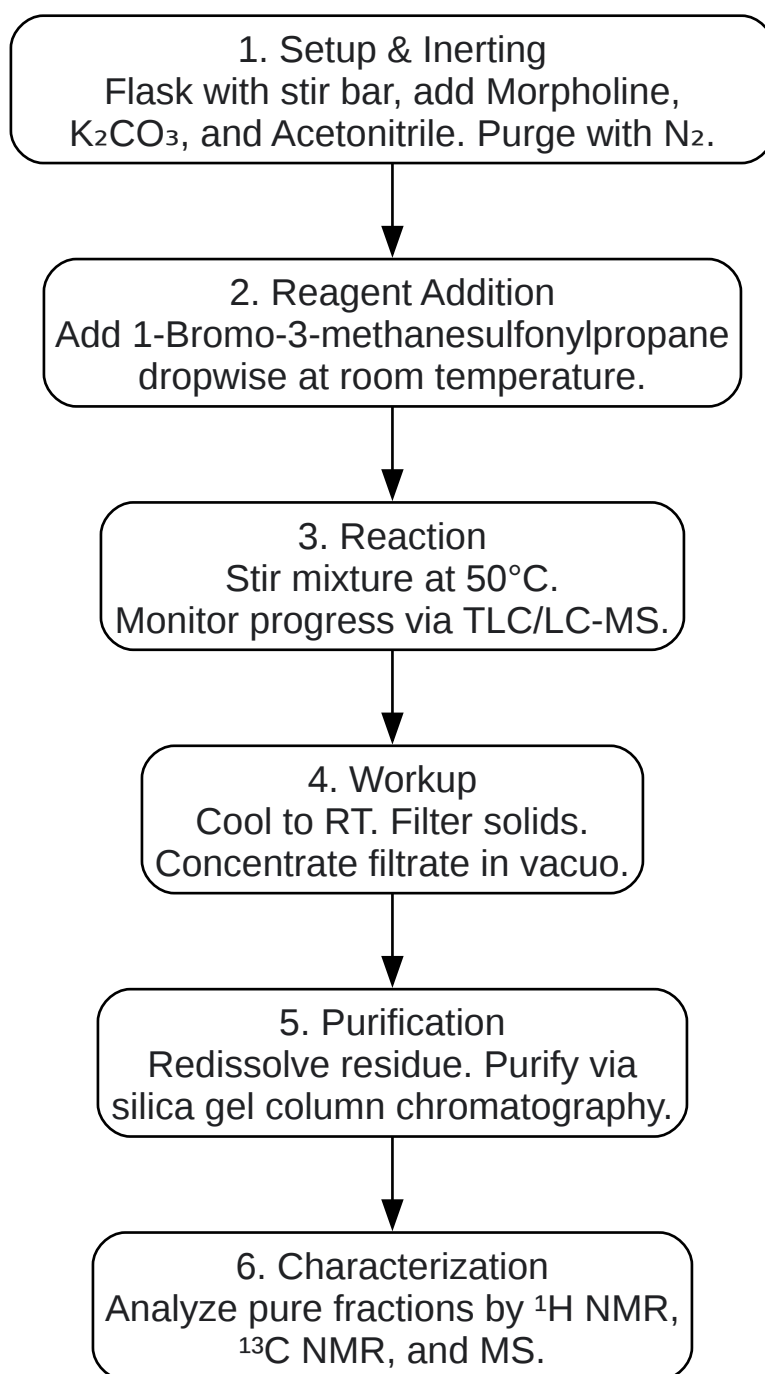 1. Setup & Inerting
Flask with stir bar, add Morpholine,
K₂CO₃, and Acetonitrile. Purge with N₂.
2. Reagent Addition
Add 1-Bromo-3-methanesulfonylpropane
dropwise at room temperature.
3. Reaction
Stir mixture at 50°C.
Monitor progress via TLC/LC-MS.
4. Workup
Cool to RT. Filter solids.
Concentrate filtrate in vacuo.
5. Purification
Redissolve residue. Purify via
silica gel column chromatography.
6. Characterization
Analyze pure fractions by ¹H NMR,
¹³C NMR, and MS.